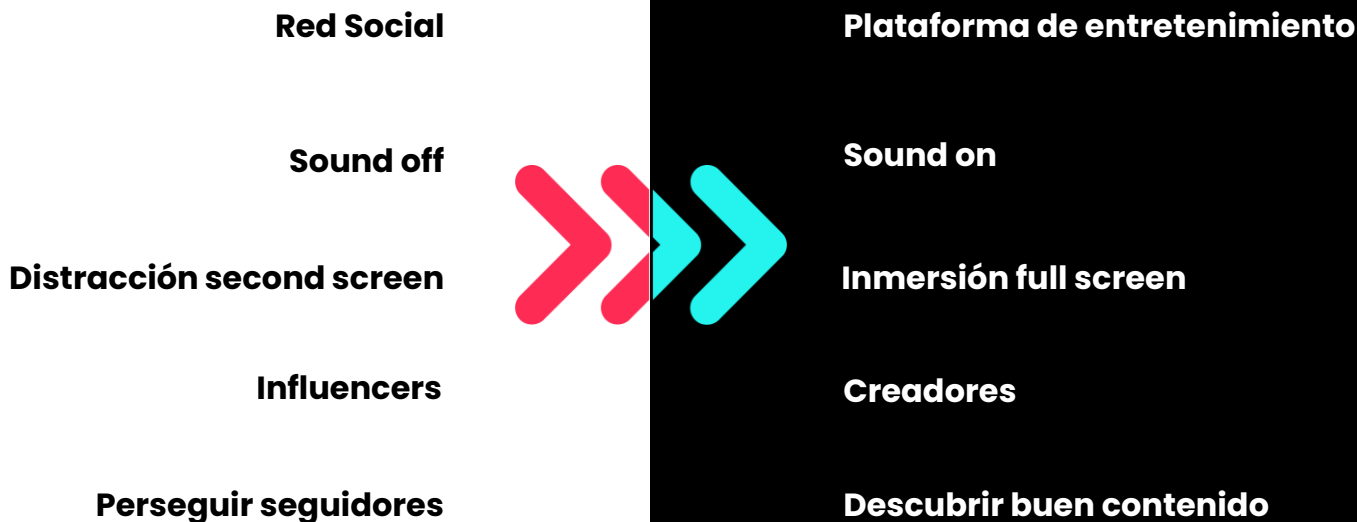 Red Social
Plataforma de entretenimiento
Sound off
Sound on
Distracción second screen
Inmersión full screen
Influencers
Creadores
Perseguir seguidores
Descubrir buen contenido